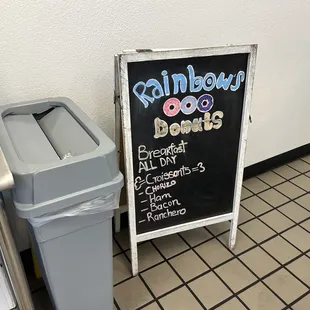 Rainbows
Donuts
Breakfast
ALL DAY
Croissants = 3
- CHORIZO
- Ham
- Bacon
- Ranchero